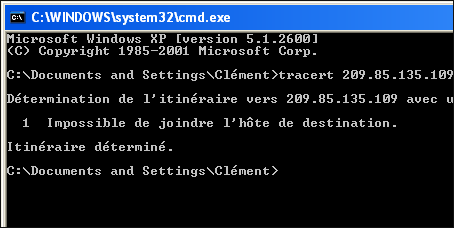 C:\WINDOWS\system32\cmd.exe
Microsoft Windows XP [version 5.1.2600]
(C) Copyright 1985-2001 Microsoft Corp.
C:\Documents and Settings\Clément>tracert 209.85.135.109
Détermination de l'itinéraire vers 209.85.135.109 avec u
1 Impossible de joindre l'hôte de destination.
Itinéraire déterminé.
C:\Documents and Settings\Clément>